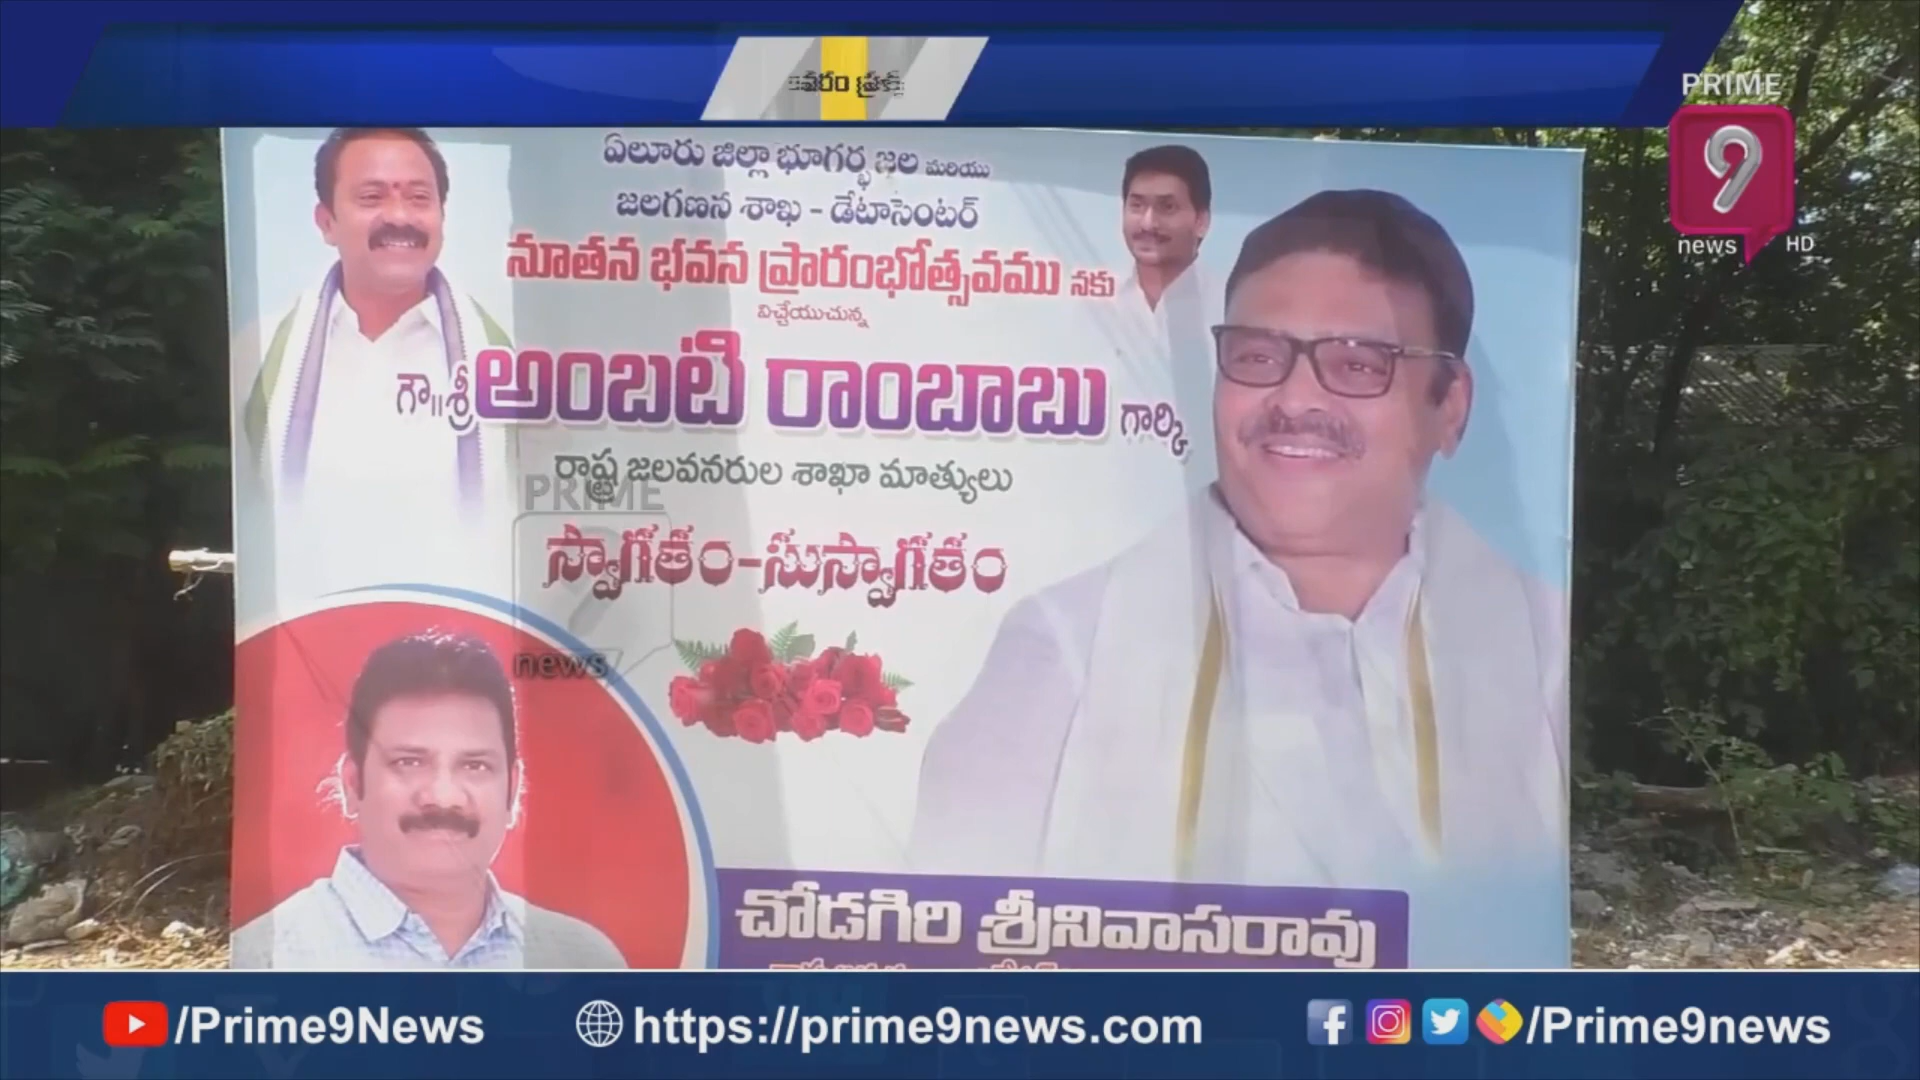 PRIME
9
news HD
ఏలూరు జిల్లా భూగర్భ జల మరియు
జలగణన శాఖ - డేటాసెంటర్
నూతన భవన ప్రారంభోత్సవము నకు
విచ్చేయుచున్న
గౌ॥శ్రీ అంబటి రాంబాబు గార్కి
రాష్ట్ర జలవనరుల శాఖా మాత్యులు
PRIME
స్వాగతం-సుస్వాగతం
news
చోడగిరి శ్రీనివాసరావు
/Prime9News https://prime9news.com /Prime9news